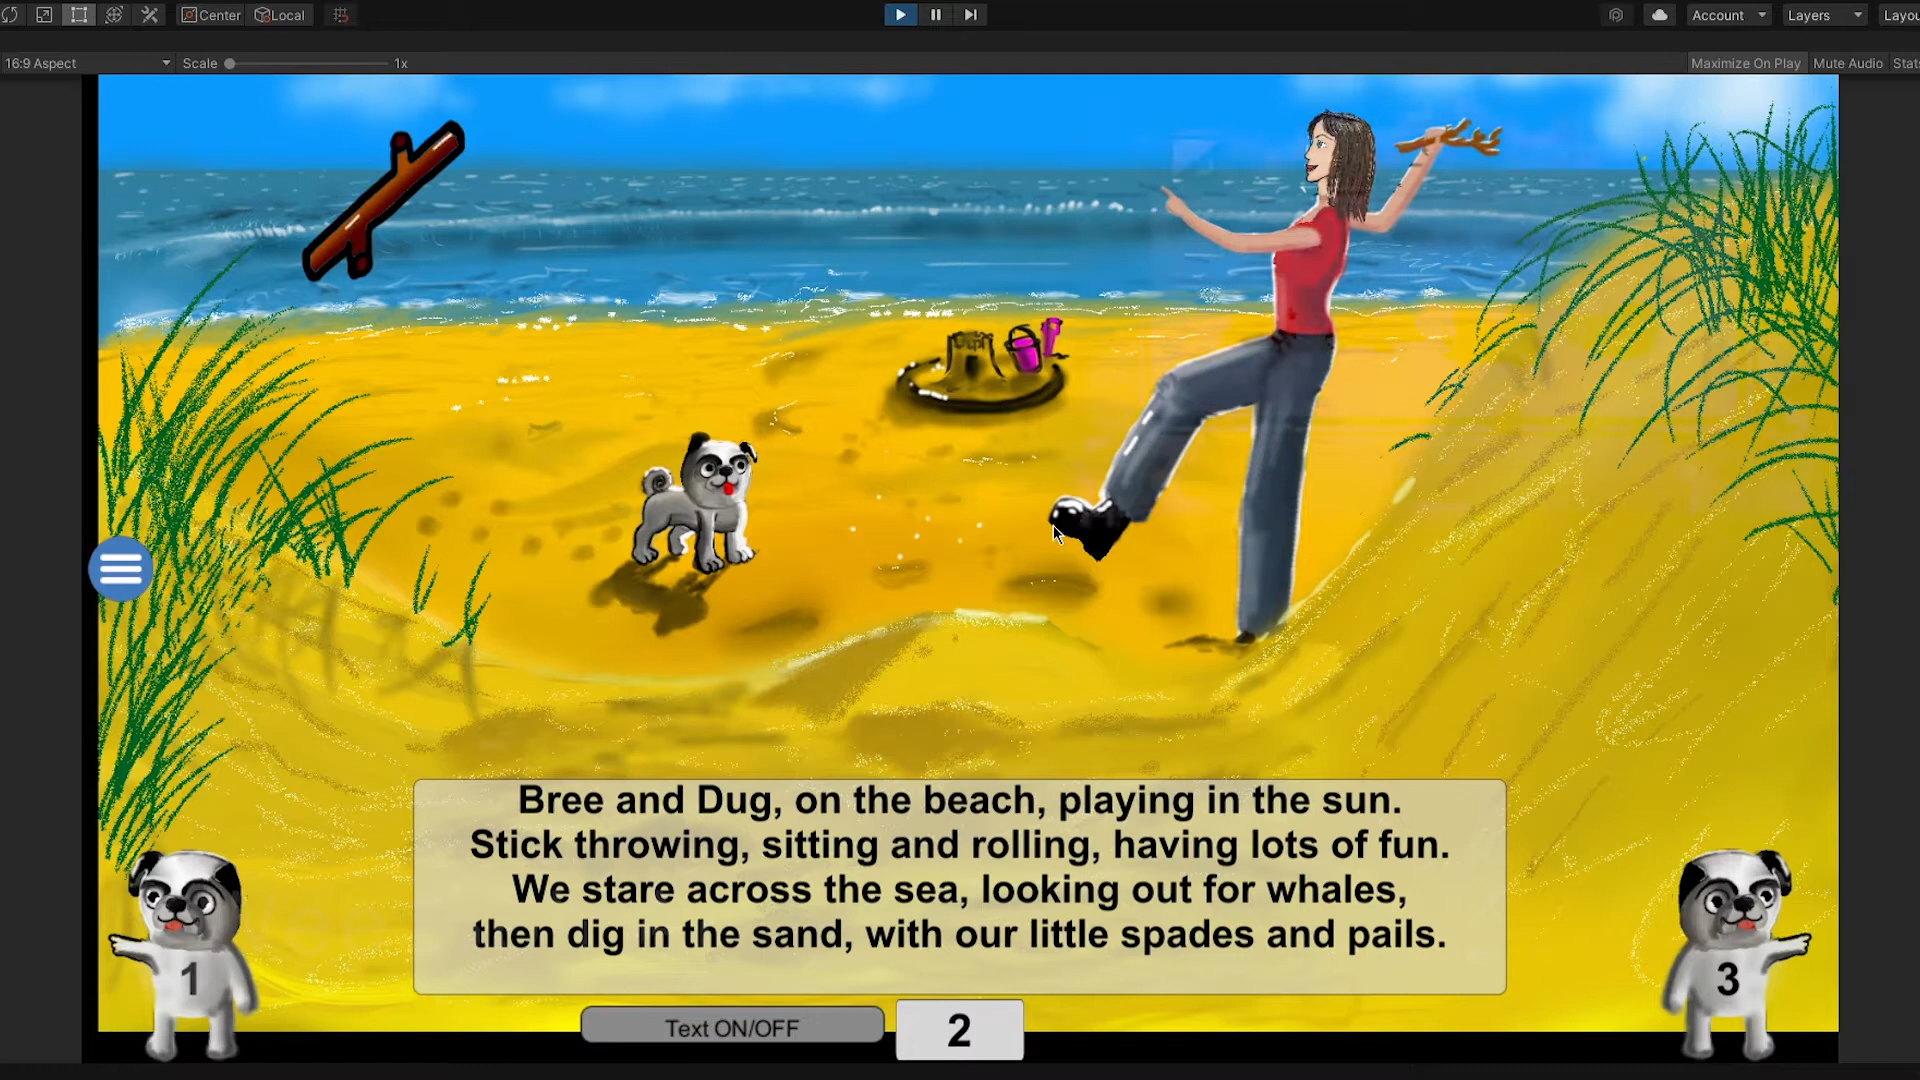 Center
Local
Account
Layers
Layou
16:9 Aspect
Scale
1x
Maximize On Play
Mute Audio
Stats
Bree and Dug, on the beach, playing in the sun.
Stick throwing, sitting and rolling, having lots of fun.
We stare across the sea, looking out for whales,
then dig in the sand, with our little spades and pails.
1
3
Text ON/OFF
2